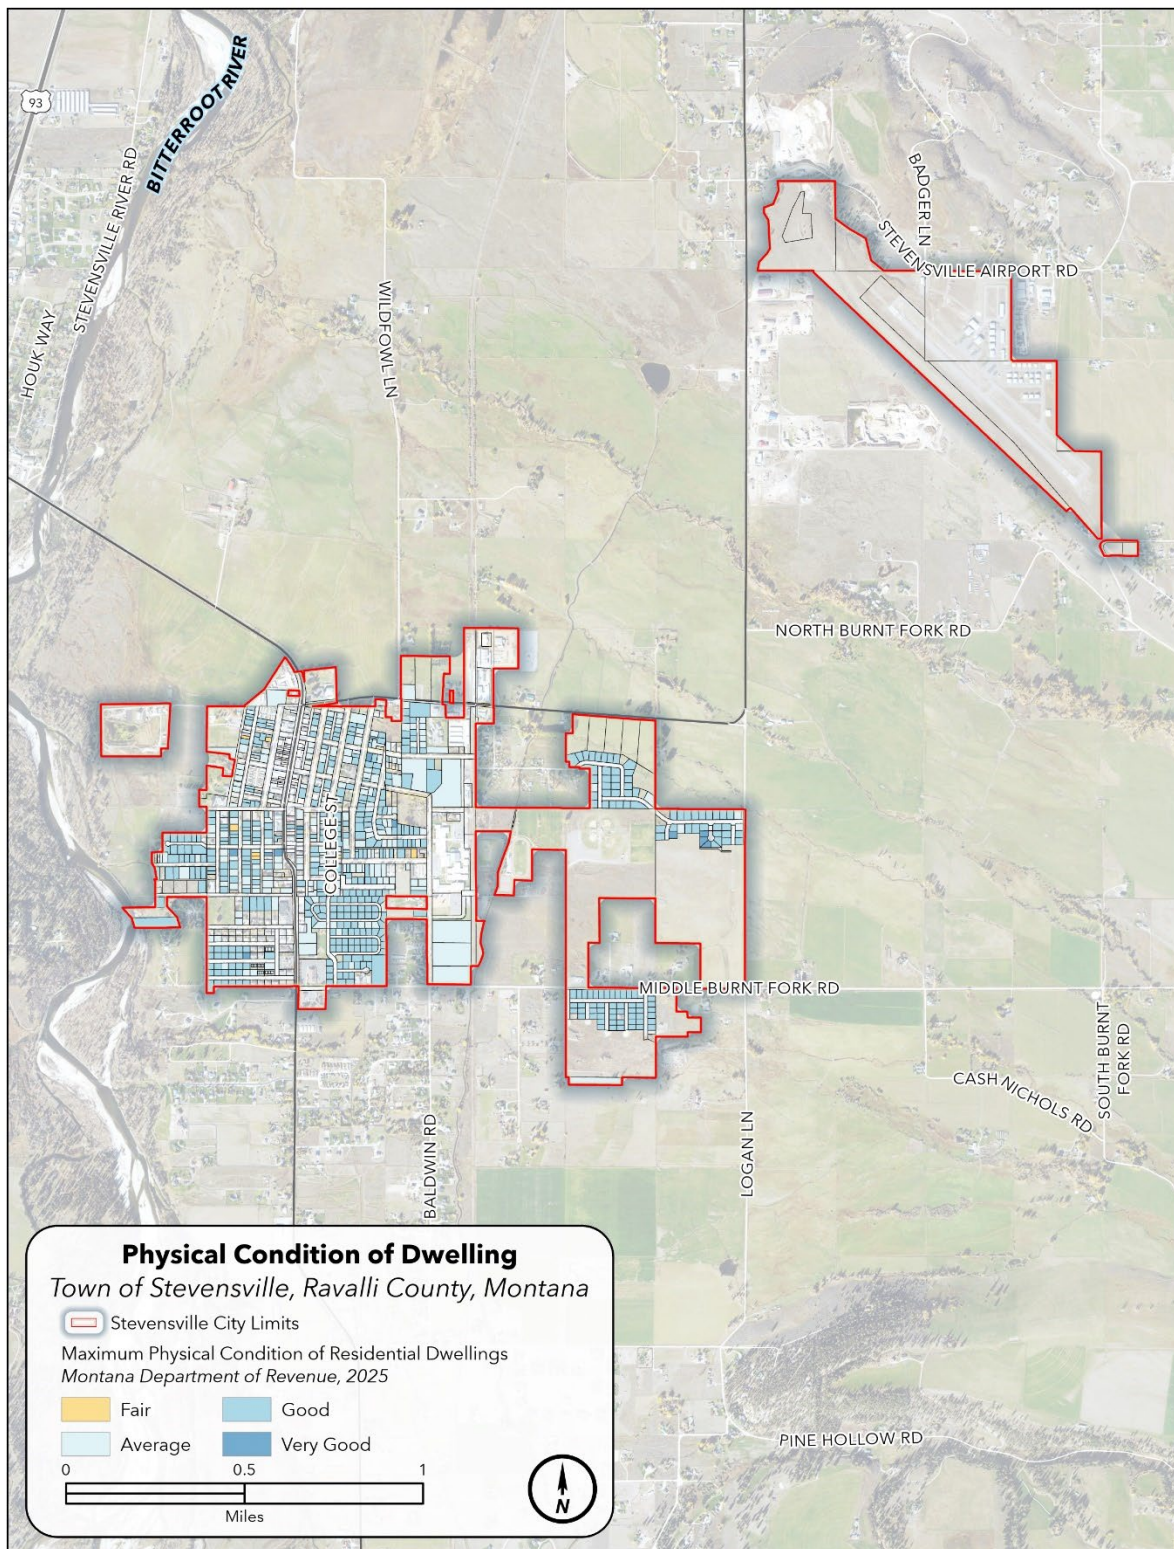 BITTERROOT RIVER
93
STEVENSVILLE RIVER RD
HOUK WAY
WILDFOWL LN
BADGER LN
STEVENSVILLE AIRPORT RD
NORTH BURNT FORK RD
COLLEGE ST
MIDDLE BURNT FORK RD
SOUTH BURNT
FORK RD
CASH NICHOLS RD
BALDWIN RD
LOGAN LN
PINE HOLLOW RD
Physical Condition of Dwelling
Town of Stevensville, Ravalli County, Montana
Stevensville City Limits
Maximum Physical Condition of Residential Dwellings
Montana Department of Revenue, 2025
Fair
Good
Average
Very Good
0 0.5 1
Miles
N